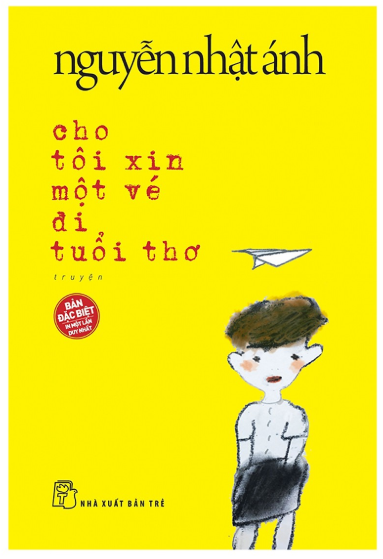 nguyễn nhật ánh
cho
tôi xin
một vé
đi
tuổi thơ
truyện
BẢN
ĐẶC BIỆT
IN MỘT LẦN
DUY NHẤT
NHÀ XUẤT BẢN TRẺ